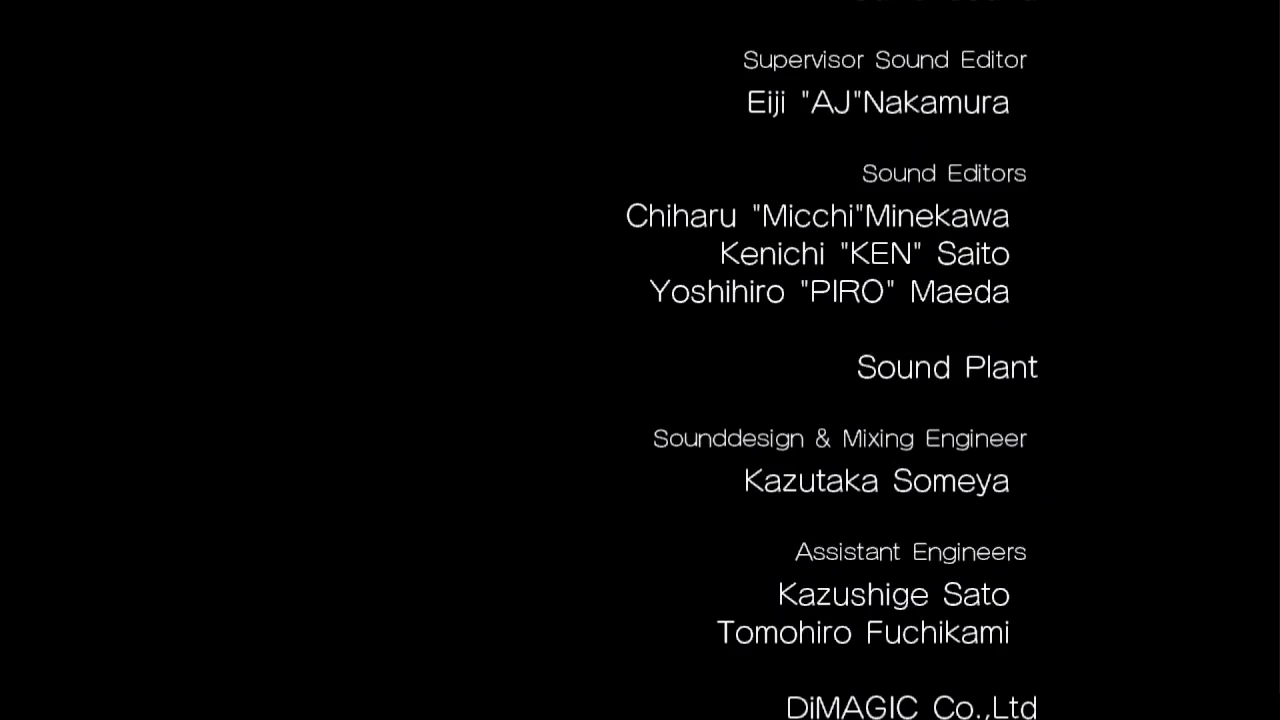 Supervisor Sound Editor
Eiji "AJ"Nakamura
Sound Editors
Chiharu "Micchi"Minekawa
Kenichi "KEN" Saito
Yoshihiro "PIRO" Maeda
Sound Plant
Sounddesign & Mixing Engineer
Kazutaka Someya
Assistant Engineers
Kazushige Sato
Tomohiro Fuchikami
DiMAGIC Co.,Ltd